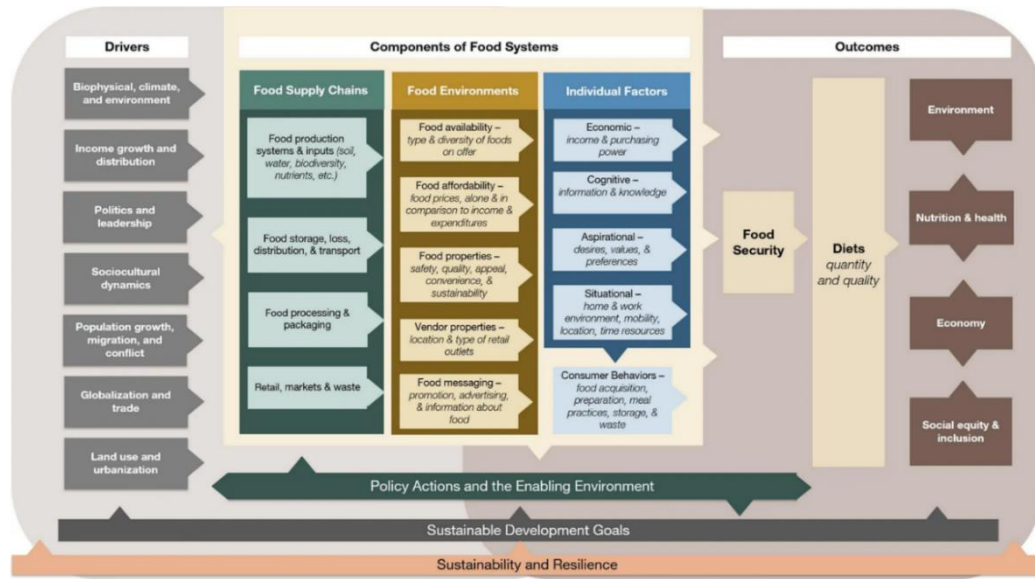 Drivers
Biophysical, climate,
and environment
Income growth and
distribution
Politics and
leadership
Sociocultural
dynamics
Population growth,
migration, and
conflict
Globalization and
trade
Land use and
urbanization
Components of Food Systems
Food Supply Chains
Food production
systems & inputs (soil,
water, biodiversity,
nutrients, etc.)
Food storage, loss,
distribution, & transport
Food processing &
packaging
Retail, markets & waste
Food Environments
Food availability –
type & diversity of foods
on offer
Food affordability –
food prices, alone & in
comparison to income &
expenditures
Food properties –
safety, quality, appeal,
convenience, &
sustainability
Vendor properties –
location & type of retail
outlets
Food messaging –
promotion, advertising,
& information about
food
Individual Factors
Economic –
income & purchasing
power
Cognitive –
information & knowledge
Aspirational –
desires, values, &
preferences
Situational –
home & work
environment, mobility,
location, time resources
Consumer Behaviors –
food acquisition,
preparation, meal
practices, storage, &
waste
Outcomes
Food
Security
Diets
quantity
and quality
Environment
Nutrition & health
Economy
Social equity &
inclusion
Policy Actions and the Enabling Environment
Sustainable Development Goals
Sustainability and Resilience